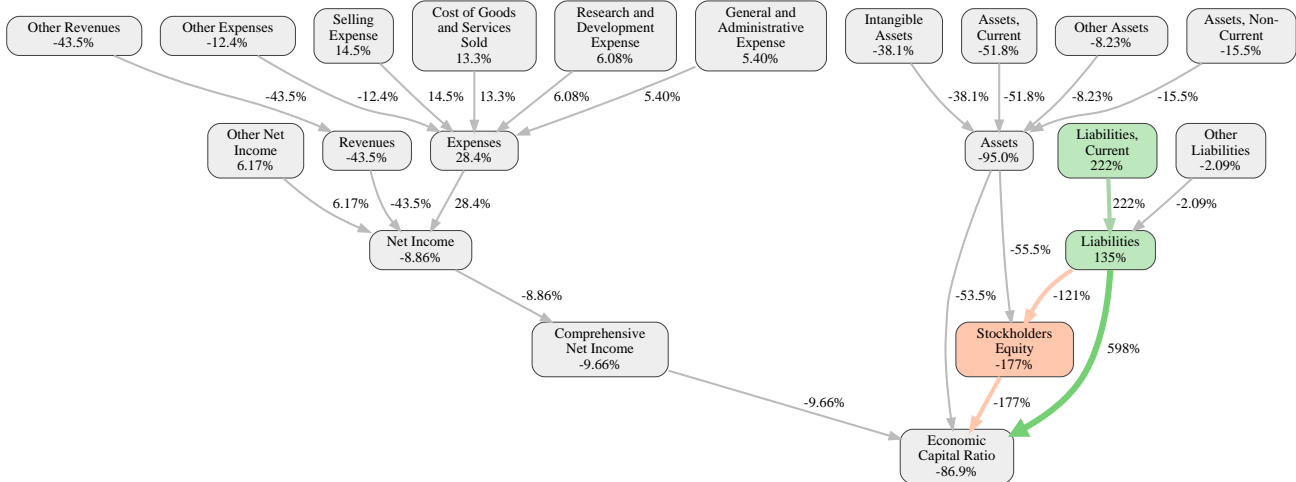 Other Revenues
-43.5%
Other Expenses
-12.4%
Selling
Expense
14.5%
Cost of Goods
and Services
Sold
13.3%
Research and
Development
Expense
6.08%
General and
Administrative
Expense
5.40%
Intangible
Assets
-38.1%
Assets,
Current
-51.8%
Other Assets
-8.23%
Assets, Non-
Current
-15.5%
-43.5%
-12.4%
14.5%
13.3%
6.08%
5.40%
-38.1%
-51.8%
-8.23%
-15.5%
Other Net
Income
6.17%
Revenues
-43.5%
Expenses
28.4%
Assets
-95.0%
Liabilities,
Current
222%
Other
Liabilities
-2.09%
6.17%
-43.5%
28.4%
222%
-2.09%
Net Income
-8.86%
-55.5%
Liabilities
135%
-8.86%
-53.5%
-121%
Comprehensive
Net Income
-9.66%
Stockholders
Equity
-177%
598%
-9.66%
-177%
Economic
Capital Ratio
-86.9%